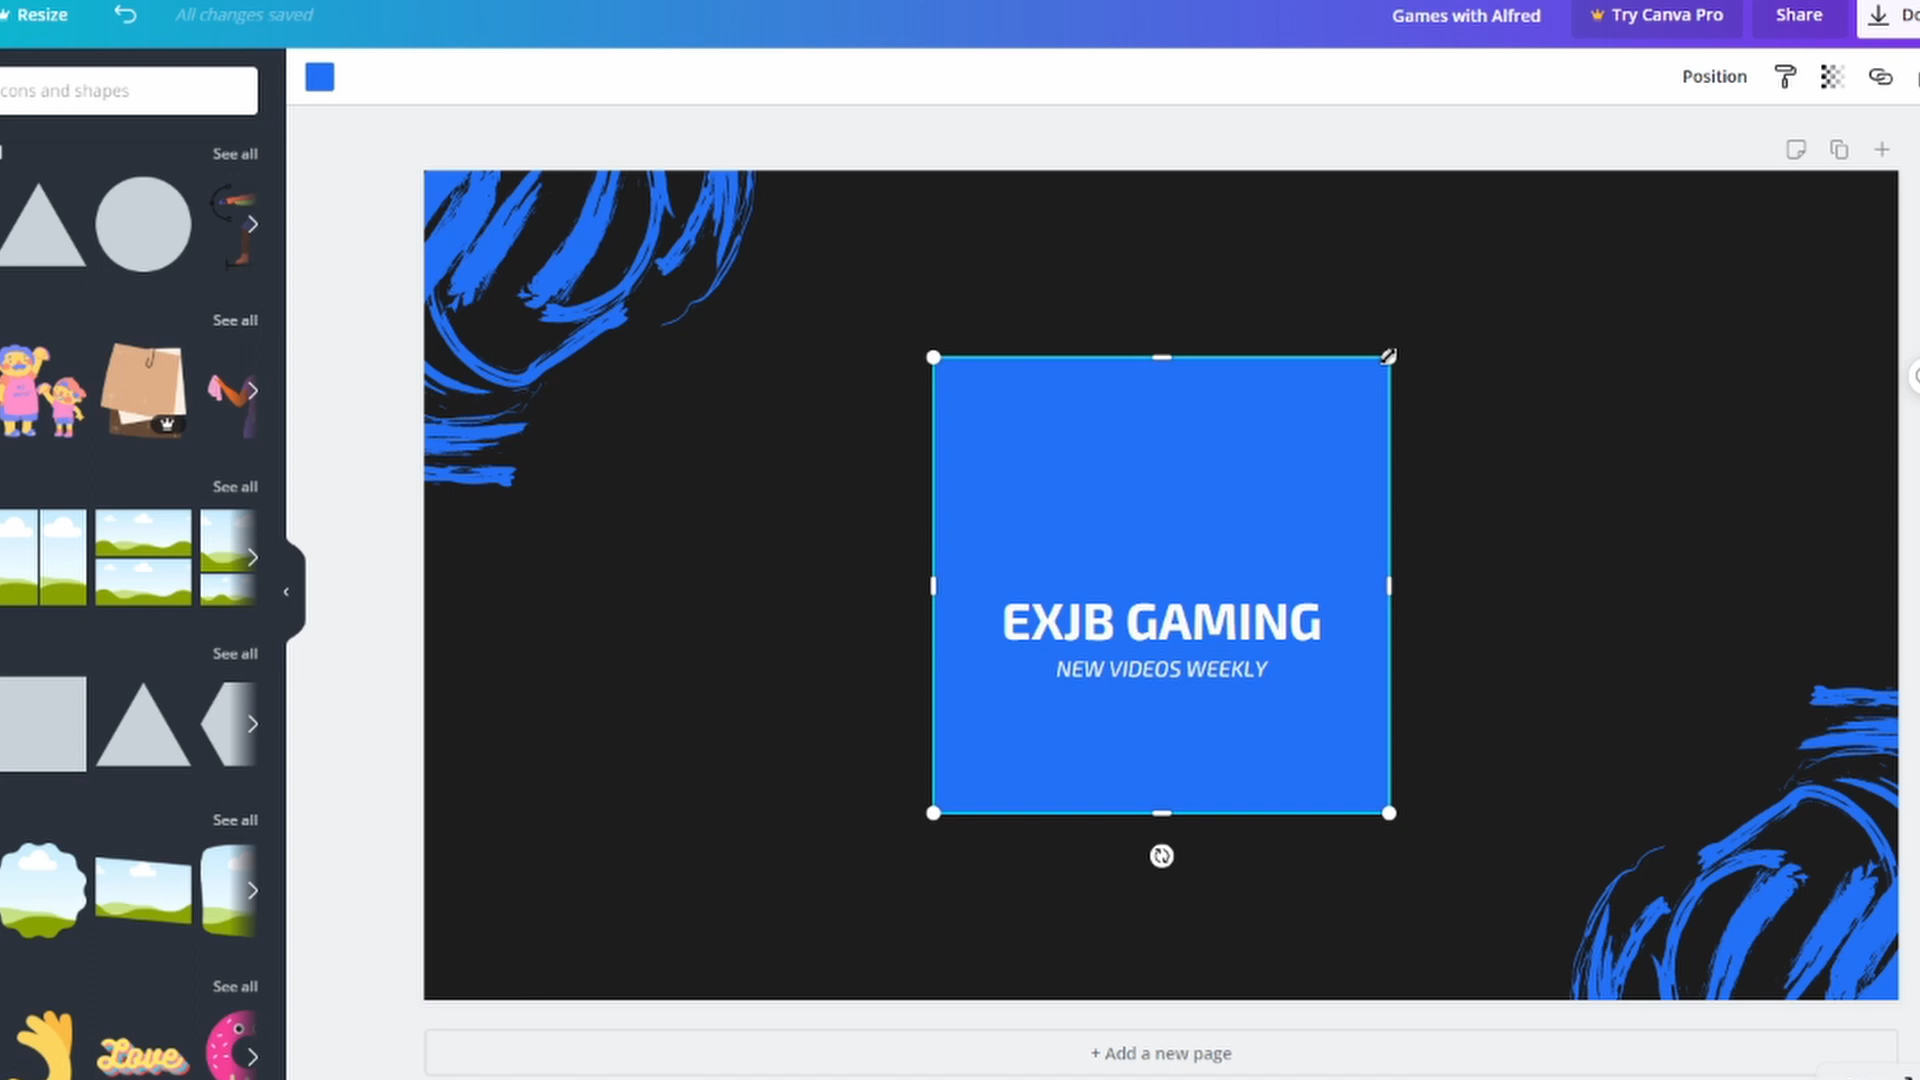 Resize
All changes saved
Games with Alfred
Try Canva Pro
Share
cons and shapes
Position
See all
See all
See all
See all
See all
See all
Love
EXJB GAMING
NEW VIDEOS WEEKLY
+ Add a new page